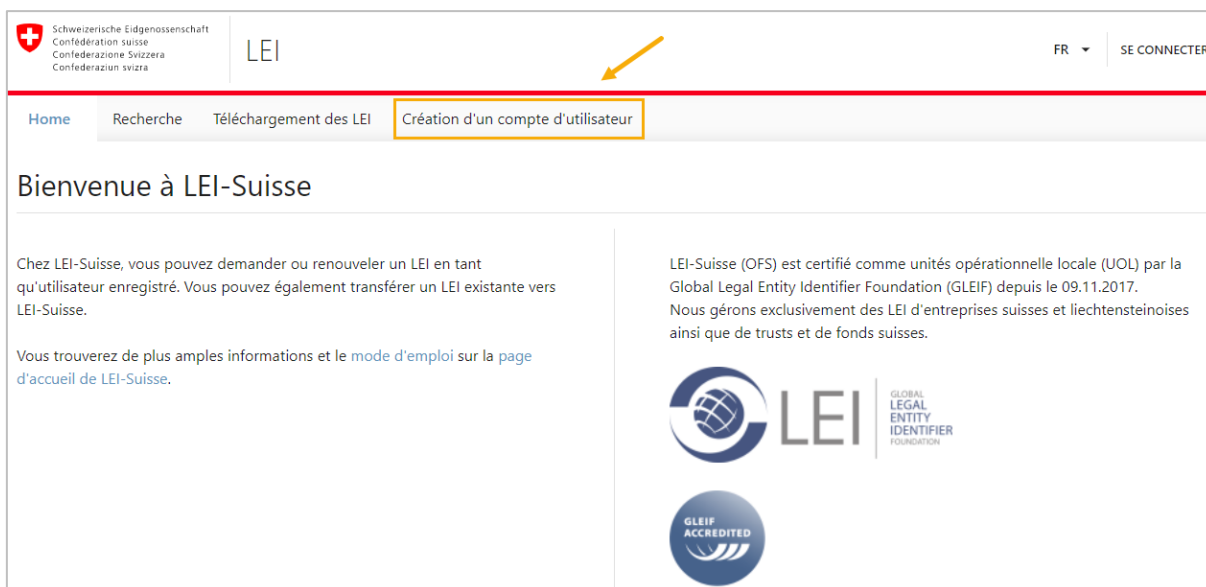 Schweizerische Eidgenossenschaft
Confédération suisse
Confederazione Svizzera
Confederaziun svizra
LEI
FR
SE CONNECTER
Home
Recherche
Téléchargement des LEI
Création d'un compte d'utilisateur
Bienvenue à LEI-Suisse
Chez LEI-Suisse, vous pouvez demander ou renouveler un LEI en tant
qu'utilisateur enregistré. Vous pouvez également transférer un LEI existante vers
LEI-Suisse.
Vous trouverez de plus amples informations et le mode d'emploi sur la page
d'accueil de LEI-Suisse.
LEI-Suisse (OFS) est certifié comme unités opérationnelle locale (UOL) par la
Global Legal Entity Identifier Foundation (GLEIF) depuis le 09.11.2017.
Nous gérons exclusivement des LEI d'entreprises suisses et liechtensteinoises
ainsi que de trusts et de fonds suisses.
LEI
GLOBAL
LEGAL
ENTITY
IDENTIFIER
FOUNDATION
GLEIF
ACCREDITED